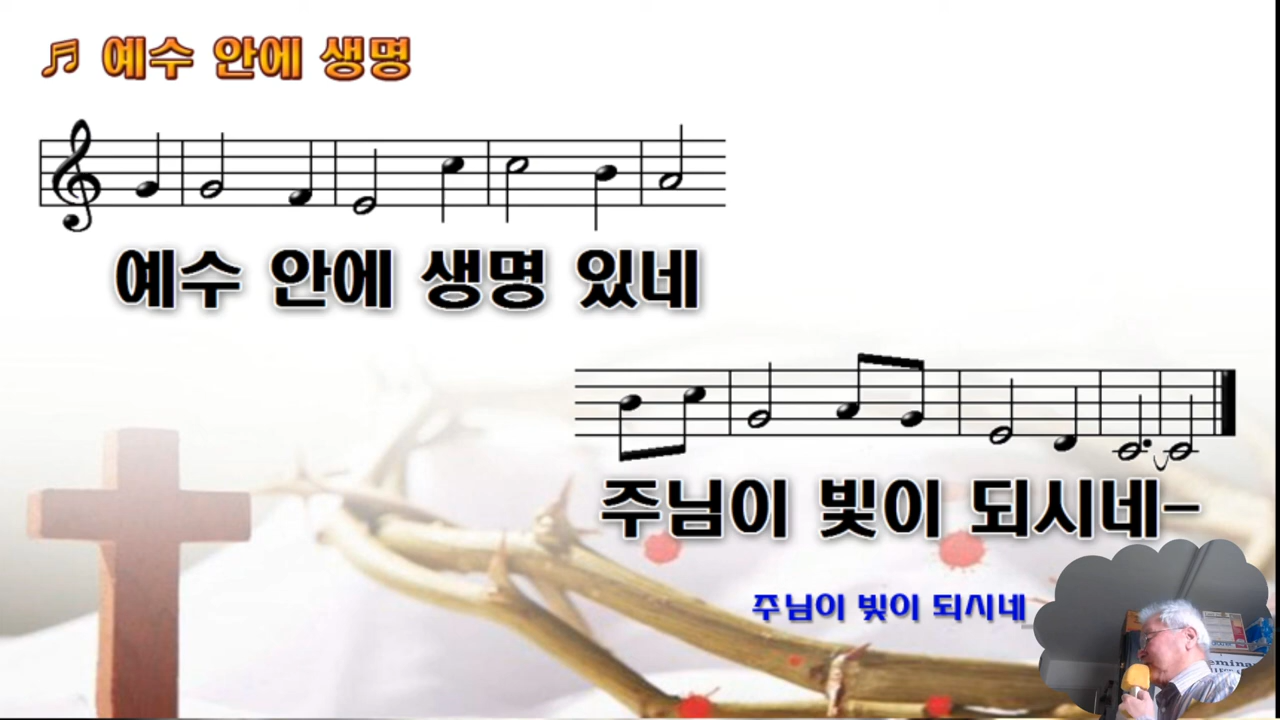 예수 안에 생명
예수 안에 생명 있네
주님이 빛이 되시네-
주님이 빛이 되시네